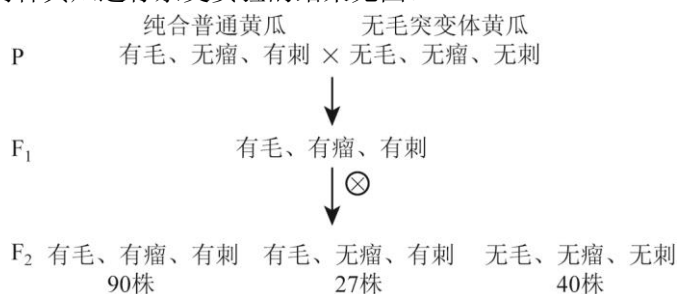 纯合普通黄瓜 无毛突变体黄瓜
P 有毛、无瘤、有刺 × 无毛、无瘤、无刺
F₁ 有毛、有瘤、有刺
⊗
F₂ 有毛、有瘤、有刺 有毛、无瘤、有刺 无毛、无瘤、无刺
90株 27株 40株